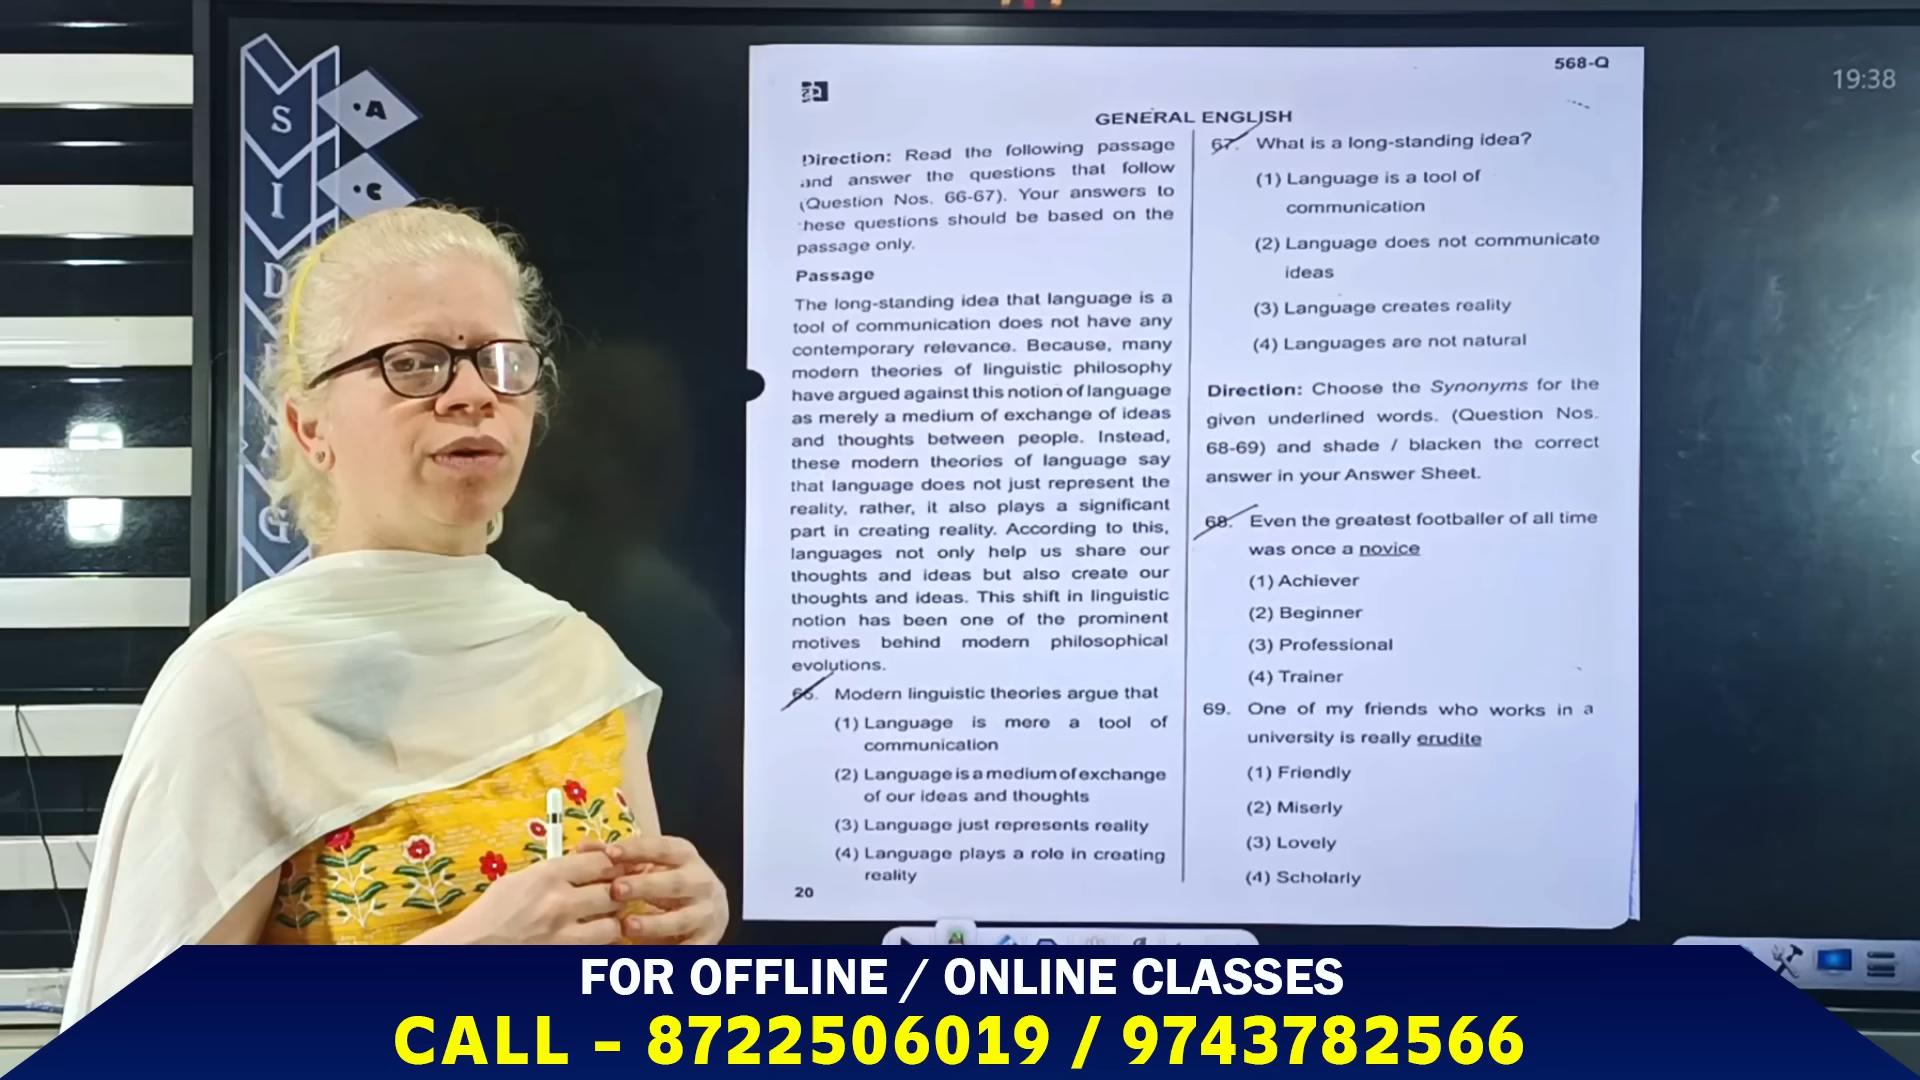 S
I
D
G
• A
• C
19:38
568-Q
GENERAL ENGLISH
Direction: Read the following passage
and answer the questions that follow
(Question Nos. 66-67). Your answers to
these questions should be based on the
passage only.
Passage
The long-standing idea that language is a
tool of communication does not have any
contemporary relevance. Because, many
modern theories of linguistic philosophy
have argued against this notion of language
as merely a medium of exchange of ideas
and thoughts between people. Instead,
these modern theories of language say
that language does not just represent the
reality, rather, it also plays a significant
part in creating reality. According to this,
languages not only help us share our
thoughts and ideas but also create our
thoughts and ideas. This shift in linguistic
notion has been one of the prominent
motives behind modern philosophical
evolutions.
66. Modern linguistic theories argue that
(1) Language is mere a tool of
communication
(2) Language is a medium of exchange
of our ideas and thoughts
(3) Language just represents reality
(4) Language plays a role in creating
reality
20
67. What is a long-standing idea?
(1) Language is a tool of
communication
(2) Language does not communicate
ideas
(3) Language creates reality
(4) Languages are not natural
Direction: Choose the Synonyms for the
given underlined words. (Question Nos.
68-69) and shade / blacken the correct
answer in your Answer Sheet.
68. Even the greatest footballer of all time
was once a novice
(1) Achiever
(2) Beginner
(3) Professional
(4) Trainer
69. One of my friends who works in a
university is really erudite
(1) Friendly
(2) Miserly
(3) Lovely
(4) Scholarly
FOR OFFLINE / ONLINE CLASSES
CALL – 8722506019 / 9743782566